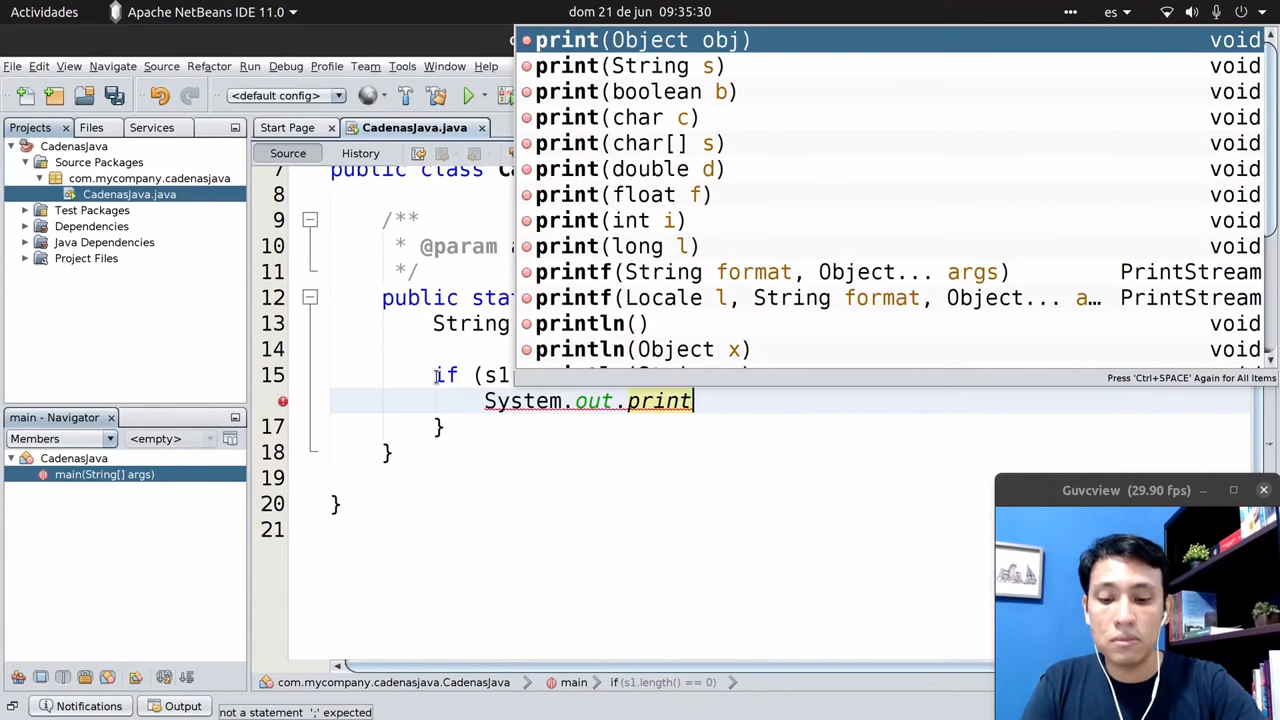 Actividades Apache NetBeans IDE 11.0 dom 21 de jun 09:35:30 es
File Edit View Navigate Source Refactor Run Debug Profile Team Tools Window Help
<default config>
Projects Files Services
Start Page CadenasJava.java
Source History
CadenasJava
Source Packages
com.mycompany.cadenasjava
CadenasJava.java
Test Packages
Dependencies
Java Dependencies
Project Files
print(Object obj) void
print(String s) void
print(boolean b) void
print(char c) void
print(char[] s) void
print(double d) void
print(float f) void
print(int i) void
print(long l) void
printf(String format, Object... args) PrintStream
printf(Locale l, String format, Object... a... PrintStream
println() void
println(Object x) void
Press 'Ctrl+SPACE' Again for All Items
7 public class
8
9 /**
10 * @param
11 */
12 public
13 String
14
15 if (s1
System.out.print
17 }
18 }
19
20 }
21
main - Navigator
Members <empty>
CadenasJava
main(String[] args)
Guvcview (29.90 fps)
com.mycompany.cadenasjava.CadenasJava main if (s1.length() == 0)
Notifications Output not a statement ';' expected